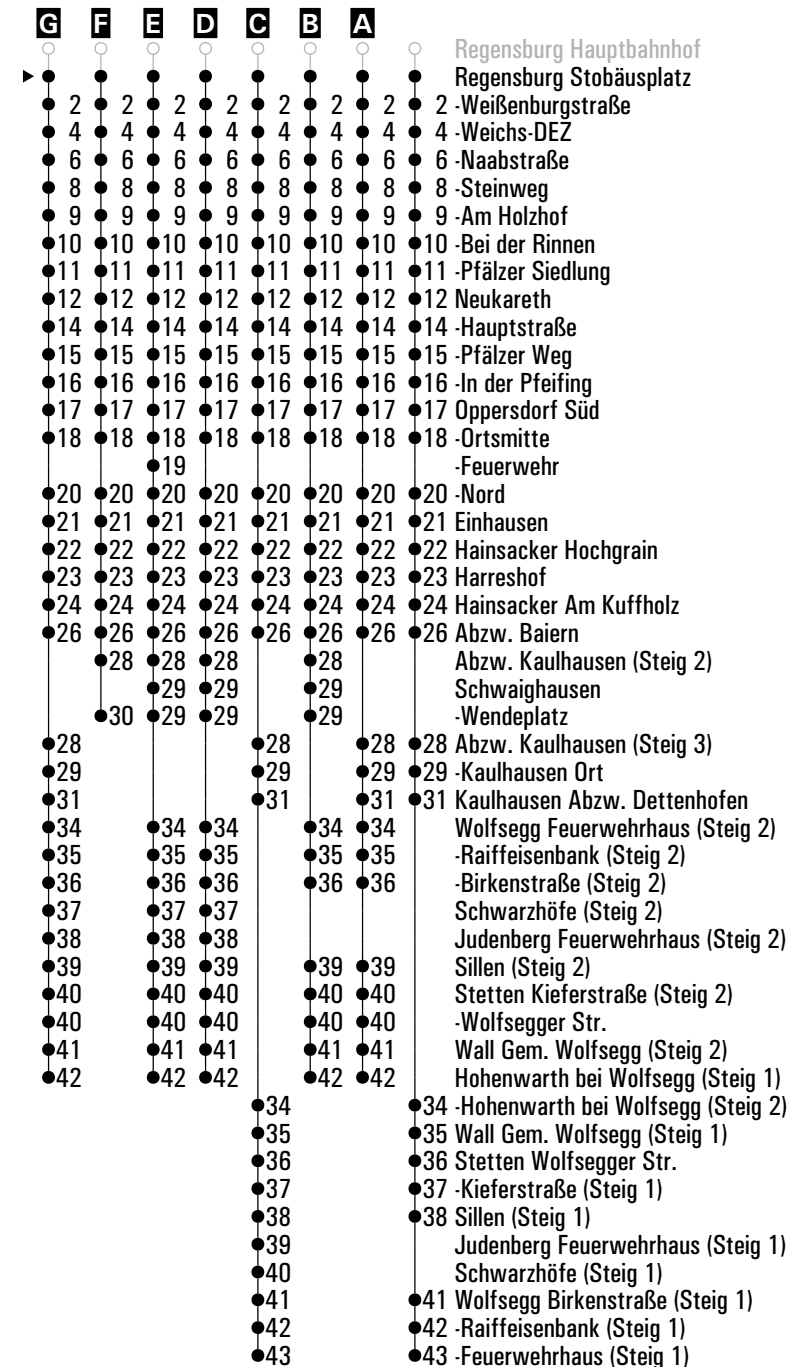 G F E D C B A
Regensburg Hauptbahnhof
Regensburg Stobäusplatz
2 2 2 2 2 2 2 2 -Weißenburgstraße
4 4 4 4 4 4 4 4 -Weichs-DEZ
6 6 6 6 6 6 6 6 -Naabstraße
8 8 8 8 8 8 8 8 -Steinweg
9 9 9 9 9 9 9 9 -Am Holzhof
10 10 10 10 10 10 10 10 -Bei der Rinnen
11 11 11 11 11 11 11 11 -Pfälzer Siedlung
12 12 12 12 12 12 12 12 Neukareth
14 14 14 14 14 14 14 14 -Hauptstraße
15 15 15 15 15 15 15 15 -Pfälzer Weg
16 16 16 16 16 16 16 16 -In der Pfeifing
17 17 17 17 17 17 17 17 Oppersdorf Süd
18 18 18 18 18 18 18 18 -Ortsmitte
19 -Feuerwehr
20 20 20 20 20 20 20 20 -Nord
21 21 21 21 21 21 21 21 Einhausen
22 22 22 22 22 22 22 22 Hainsacker Hochgrain
23 23 23 23 23 23 23 23 Harreshof
24 24 24 24 24 24 24 24 Hainsacker Am Kuffholz
26 26 26 26 26 26 26 26 Abzw. Baiern
28 28 28 28 Abzw. Kaulhausen (Steig 2)
29 29 29 Schwaighausen
30 29 29 29 -Wendeplatz
28 28 28 28 Abzw. Kaulhausen (Steig 3)
29 29 29 29 -Kaulhausen Ort
31 31 31 31 Kaulhausen Abzw. Dettenhofen
34 34 34 34 34 Wolfsegg Feuerwehrhaus (Steig 2)
35 35 35 35 35 -Raiffeisenbank (Steig 2)
36 36 36 36 36 -Birkenstraße (Steig 2)
37 37 37 Schwarzhöfe (Steig 2)
38 38 38 Judenberg Feuerwehrhaus (Steig 2)
39 39 39 39 39 Sillen (Steig 2)
40 40 40 40 40 Stetten Kieferstraße (Steig 2)
40 40 40 40 40 -Wolfsegger Str.
41 41 41 41 41 Wall Gem. Wolfsegg (Steig 2)
42 42 42 42 42 Hohenwarth bei Wolfsegg (Steig 1)
34 34 -Hohenwarth bei Wolfsegg (Steig 2)
35 35 Wall Gem. Wolfsegg (Steig 1)
36 36 Stetten Wolfsegger Str.
37 37 -Kieferstraße (Steig 1)
38 38 Sillen (Steig 1)
39 Judenberg Feuerwehrhaus (Steig 1)
40 Schwarzhöfe (Steig 1)
41 41 Wolfsegg Birkenstraße (Steig 1)
42 42 -Raiffeisenbank (Steig 1)
43 43 -Feuerwehrhaus (Steig 1)